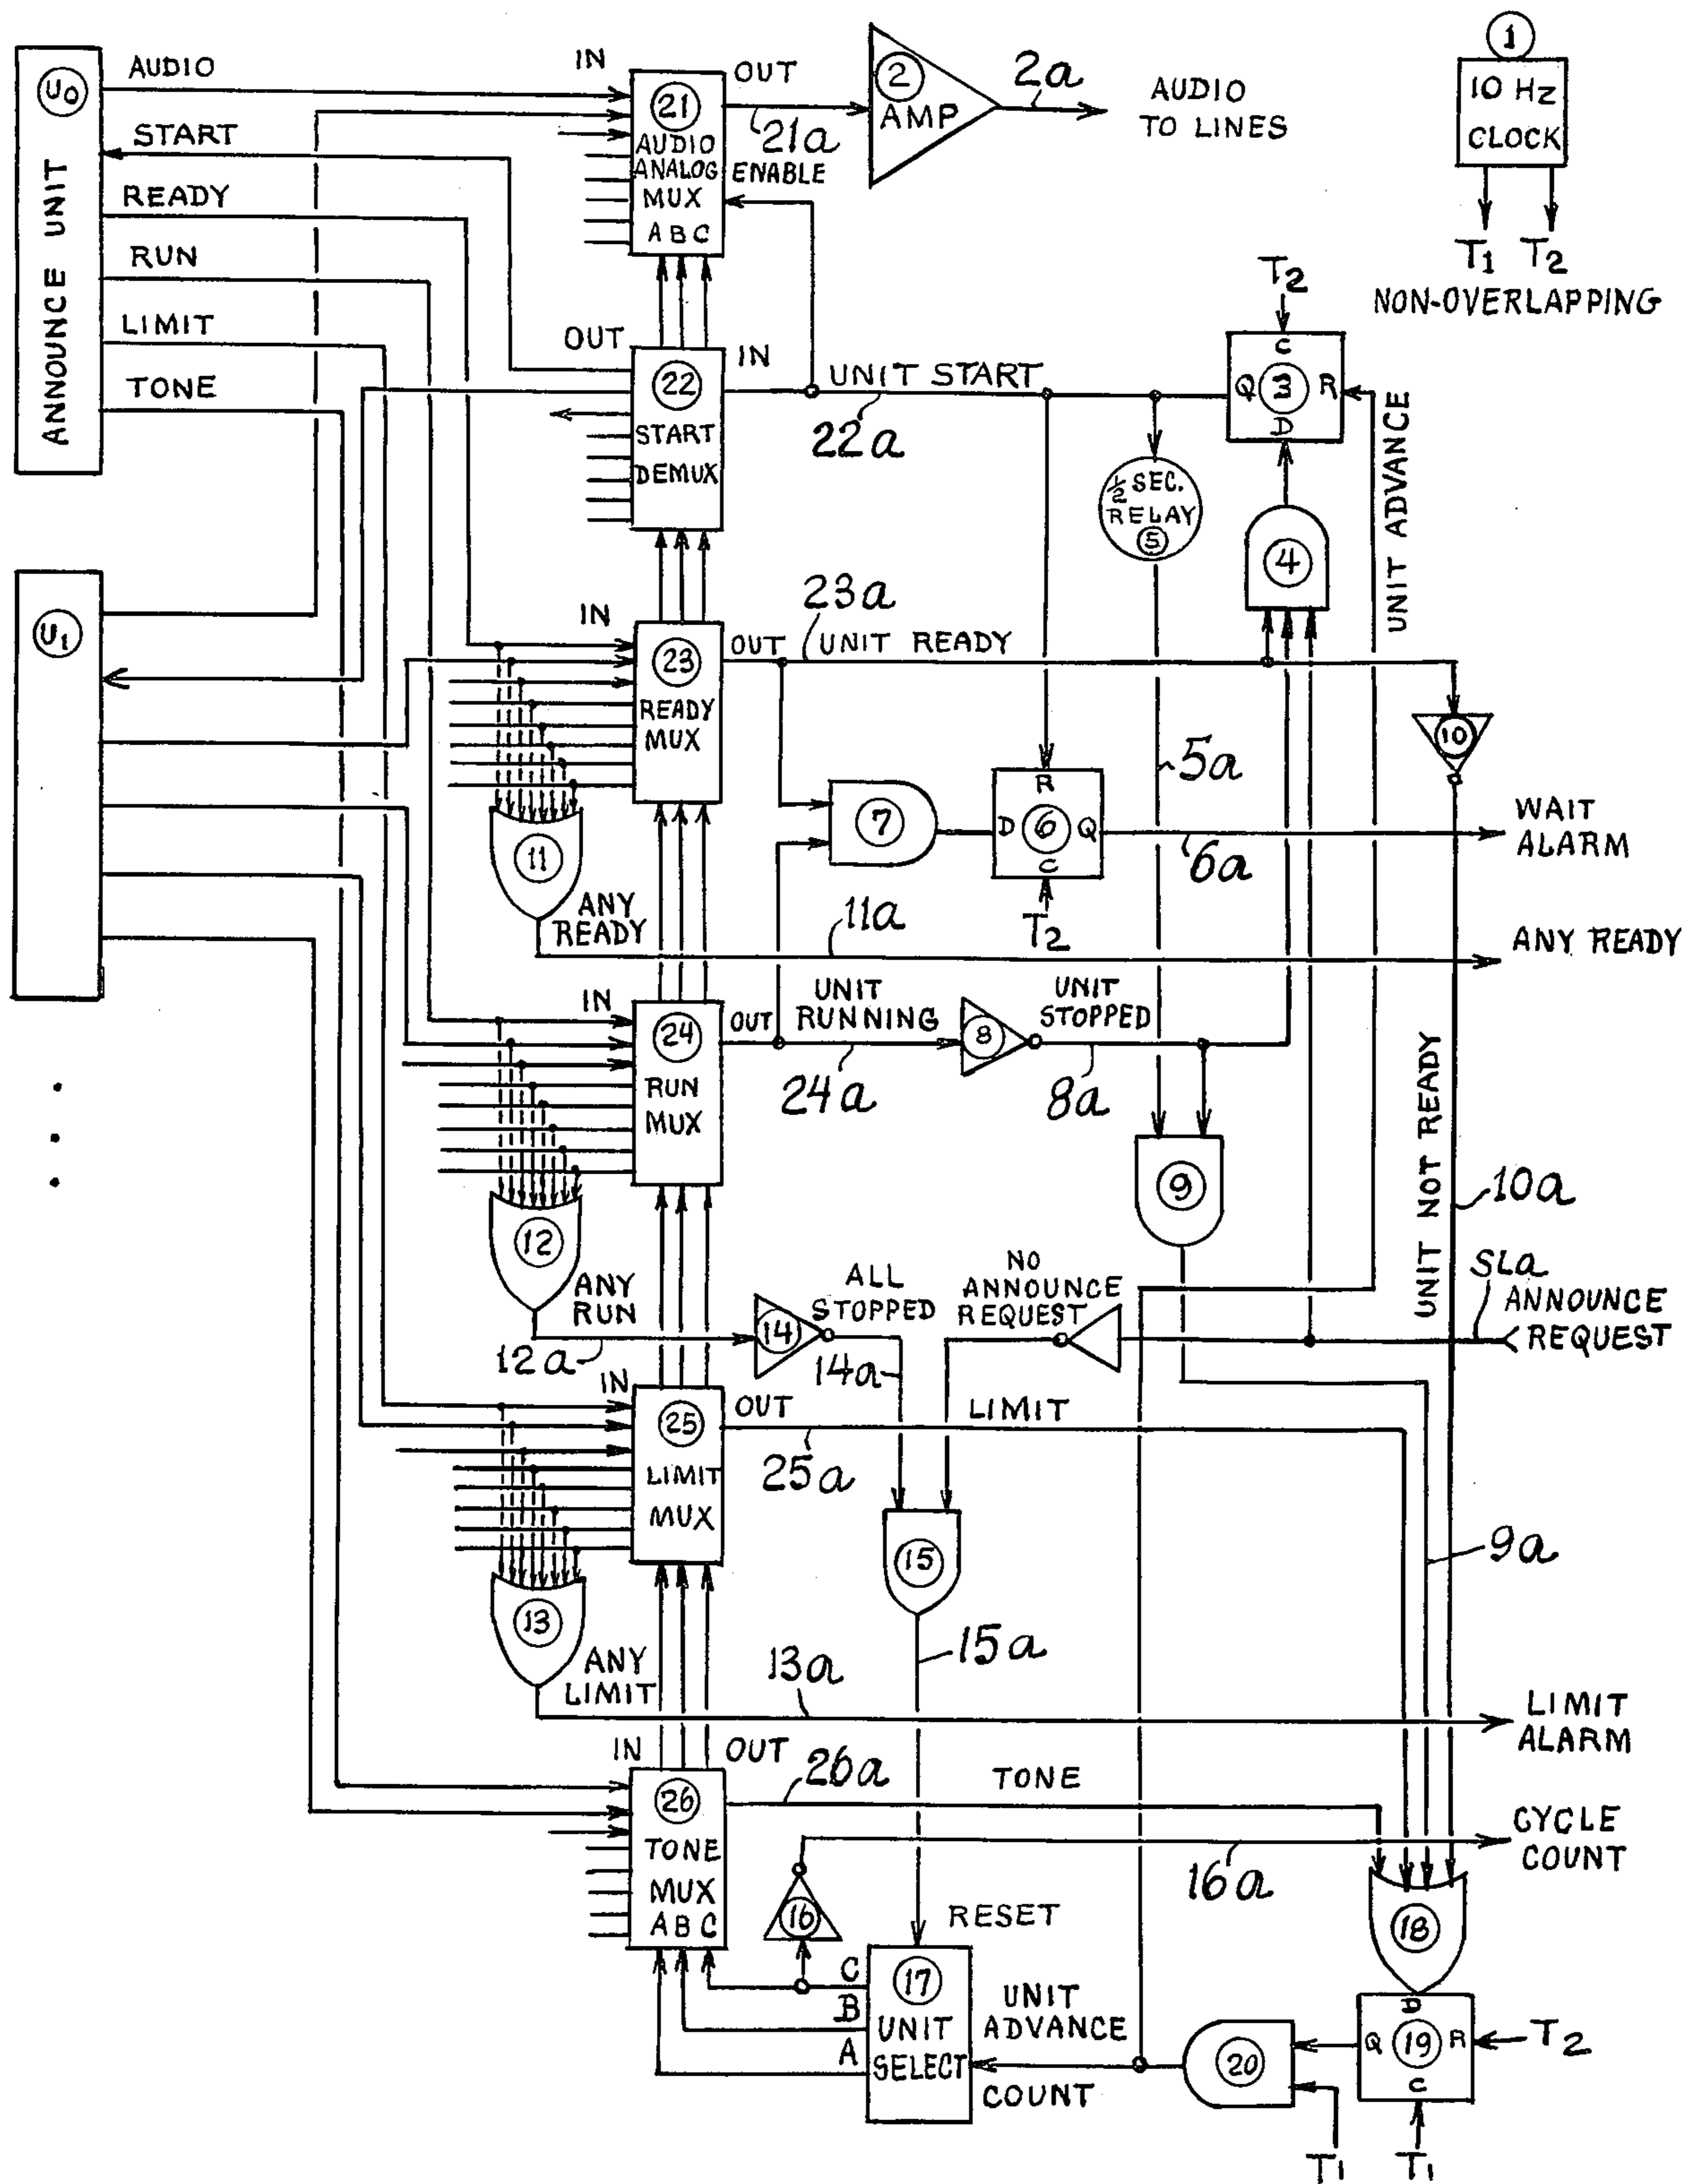 U0
ANNOUNCE UNIT
AUDIO
START
READY
RUN
LIMIT
TONE
U1
IN
21
AUDIO
ANALOG
MUX
A B C
OUT
21a
ENABLE
2
AMP
2a
AUDIO
TO LINES
1
10 Hz
CLOCK
T1 T2
NON-OVERLAPPING
OUT
22
START
DEMUX
IN
UNIT START
22a
T2
C
Q 3 R
D
UNIT ADVANCE
1/2 SEC.
RELAY
5
4
IN
23
READY
MUX
OUT
23a
UNIT READY
10
5a
7
R
D 6 Q
C
T2
6a
WAIT
ALARM
11
ANY
READY
11a
ANY READY
IN
24
RUN
MUX
OUT
UNIT
RUNNING
24a
8
UNIT
STOPPED
8a
9
UNIT NOT READY
10a
12
ANY
RUN
12a
14
ALL
STOPPED
14a
NO
ANNOUNCE
REQUEST
SLa
ANNOUNCE
REQUEST
IN
25
LIMIT
MUX
OUT
LIMIT
25a
15
15a
9a
13
ANY
LIMIT
13a
LIMIT
ALARM
IN
26
TONE
MUX
A B C
OUT
26a
TONE
16
16a
CYCLE
COUNT
RESET
17
UNIT
SELECT
C
B
A
UNIT
ADVANCE
COUNT
20
T1
18
D
Q 19 R
C
T2
T1